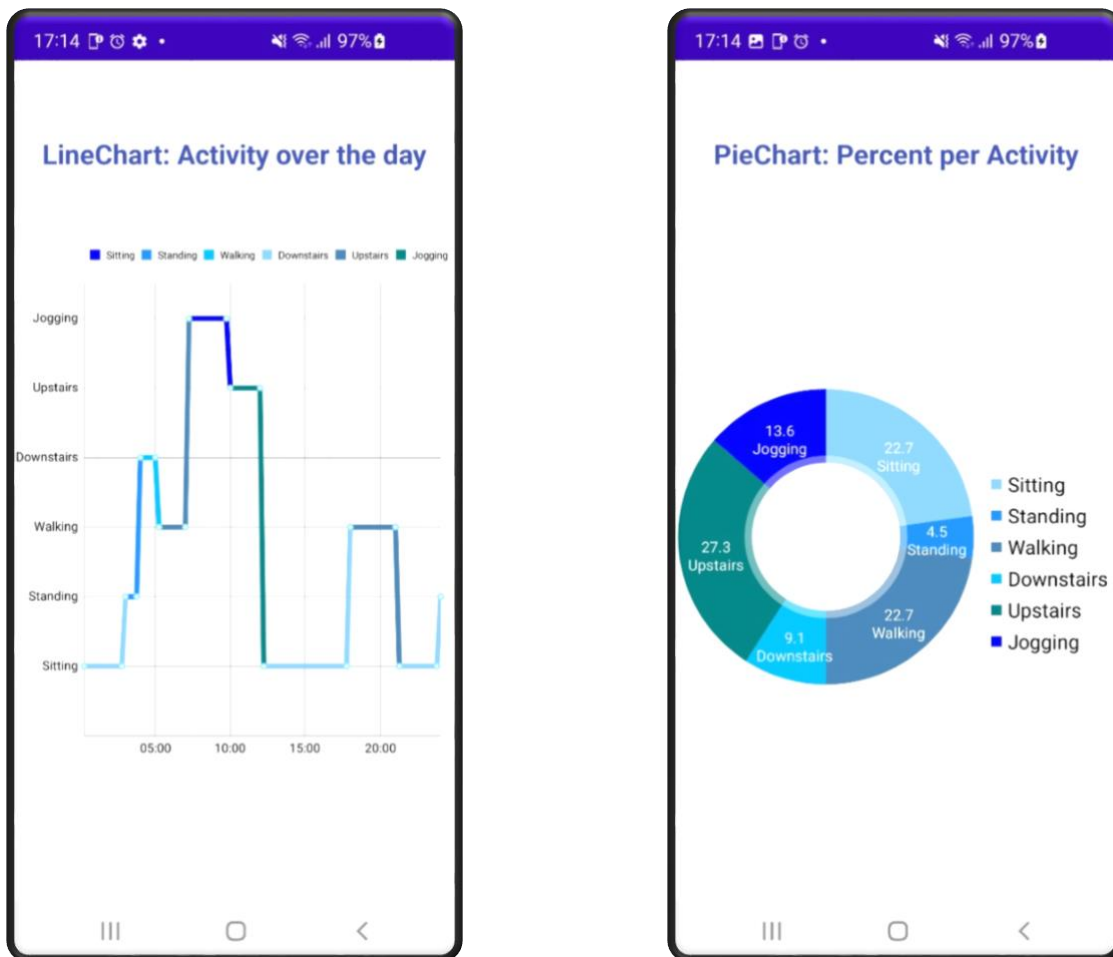 17:14 97%
LineChart: Activity over the day
Sitting Standing Walking Downstairs Upstairs Jogging
Jogging
Upstairs
Downstairs
Walking
Standing
Sitting
05:00 10:00 15:00 20:00
17:14 97%
PieChart: Percent per Activity
13.6
Jogging
22.7
Sitting
4.5
Standing
27.3
Upstairs
22.7
Walking
9.1
Downstairs
Sitting
Standing
Walking
Downstairs
Upstairs
Jogging